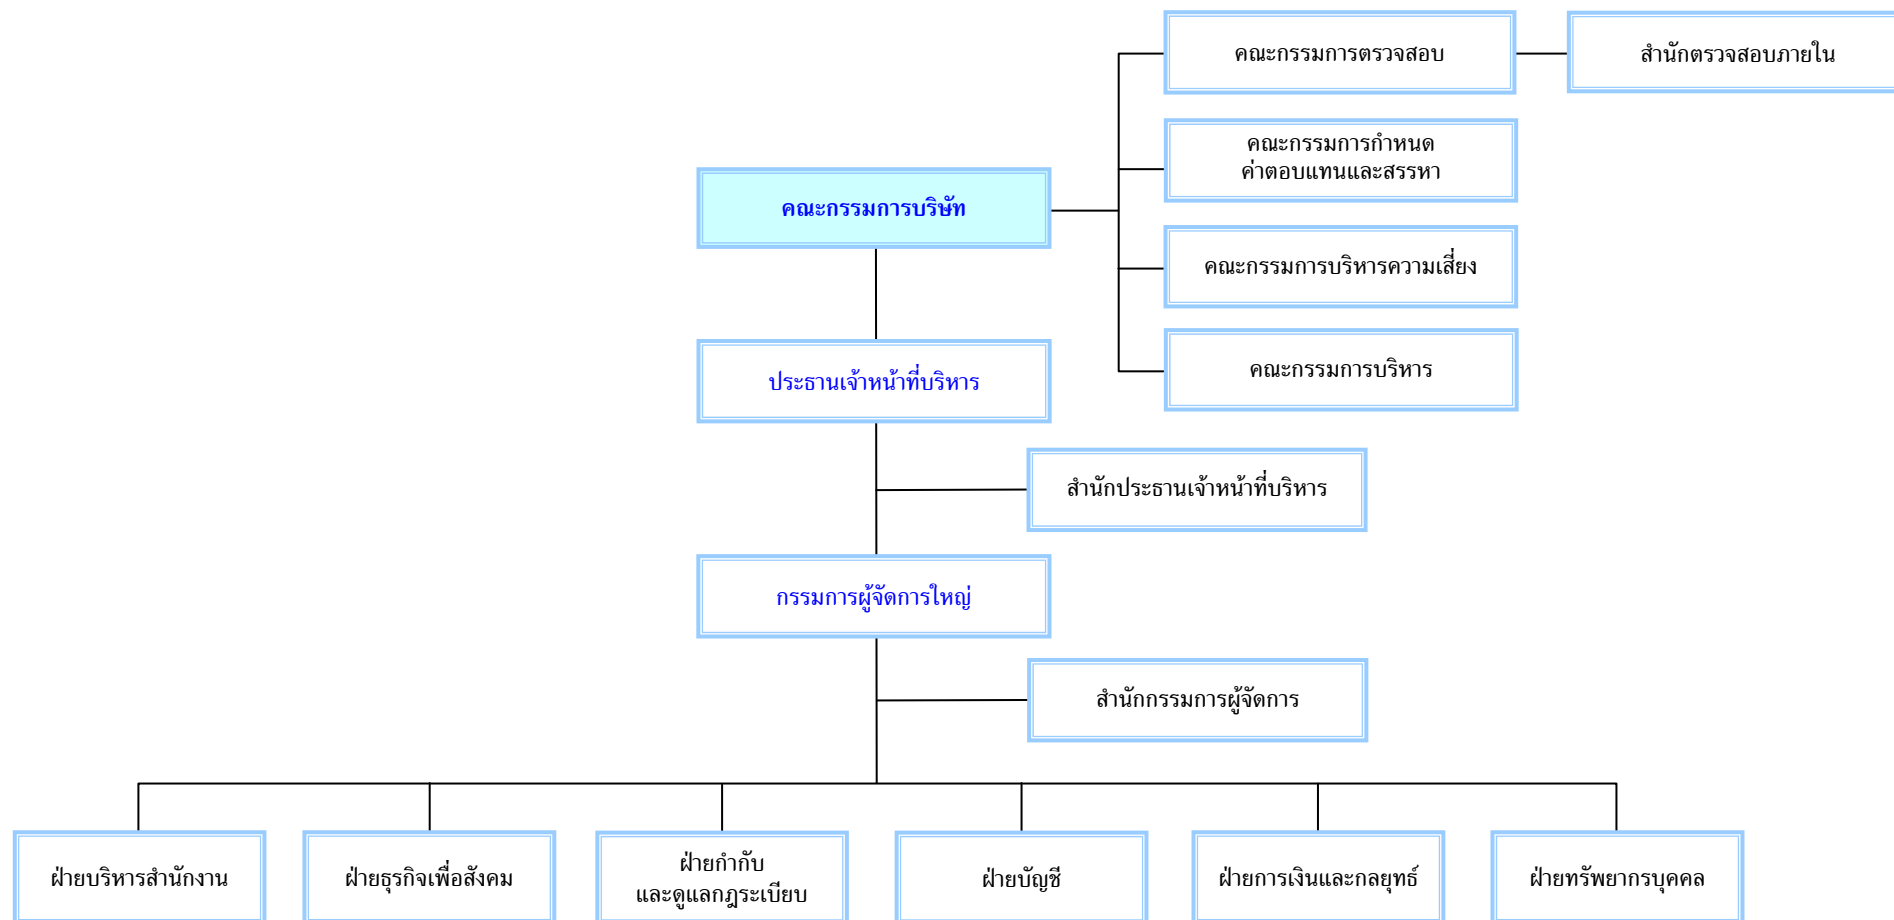 คณะกรรมการตรวจสอบ
สำนักตรวจสอบภายใน
คณะกรรมการกำหนด
ค่าตอบแทนและสรรหา
คณะกรรมการบริษัท
คณะกรรมการบริหารความเสี่ยง
คณะกรรมการบริหาร
ประธานเจ้าหน้าที่บริหาร
สำนักประธานเจ้าหน้าที่บริหาร
กรรมการผู้จัดการใหญ่
สำนักกรรมการผู้จัดการ
ฝ่ายบริหารสำนักงาน
ฝ่ายธุรกิจเพื่อสังคม
ฝ่ายกำกับ
และดูแลกฎระเบียบ
ฝ่ายบัญชี
ฝ่ายการเงินและกลยุทธ์
ฝ่ายทรัพยากรบุคคล